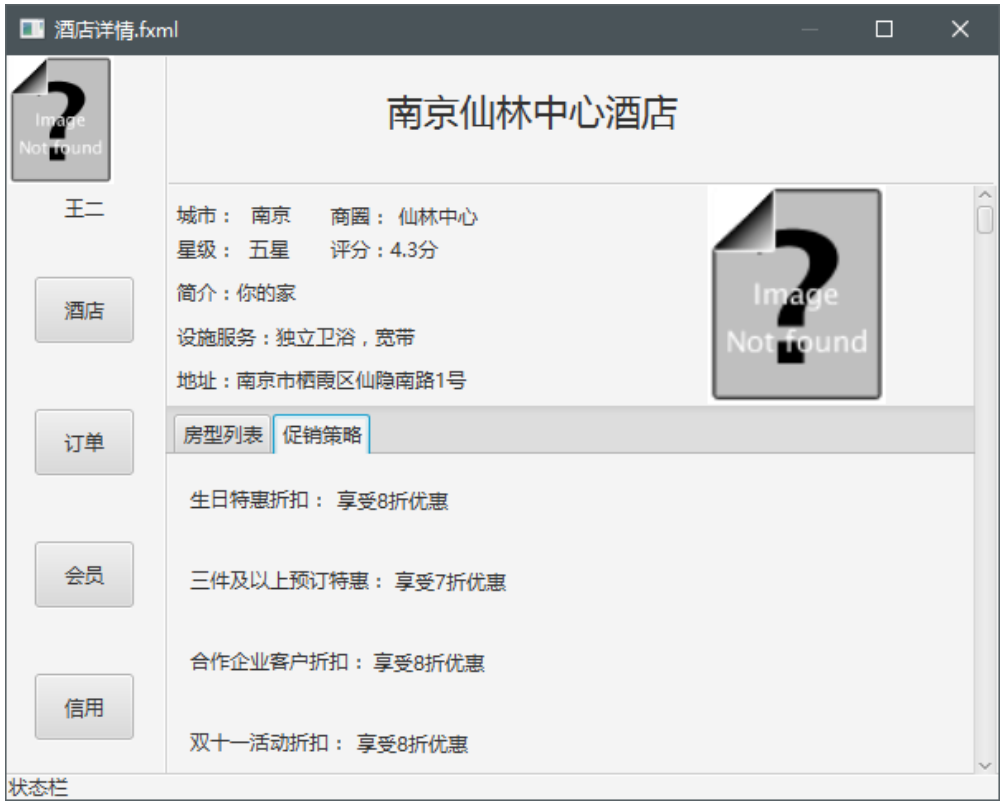 酒店详情.fxml
Image
Not found
王二
酒店
订单
会员
信用
南京仙林中心酒店
城市： 南京 商圈： 仙林中心
星级： 五星 评分：4.3分
简介：你的家
设施服务：独立卫浴，宽带
地址：南京市栖霞区仙隐南路1号
Image
Not found
房型列表 促销策略
生日特惠折扣： 享受8折优惠
三件及以上预订特惠： 享受7折优惠
合作企业客户折扣： 享受8折优惠
双十一活动折扣： 享受8折优惠
状态栏